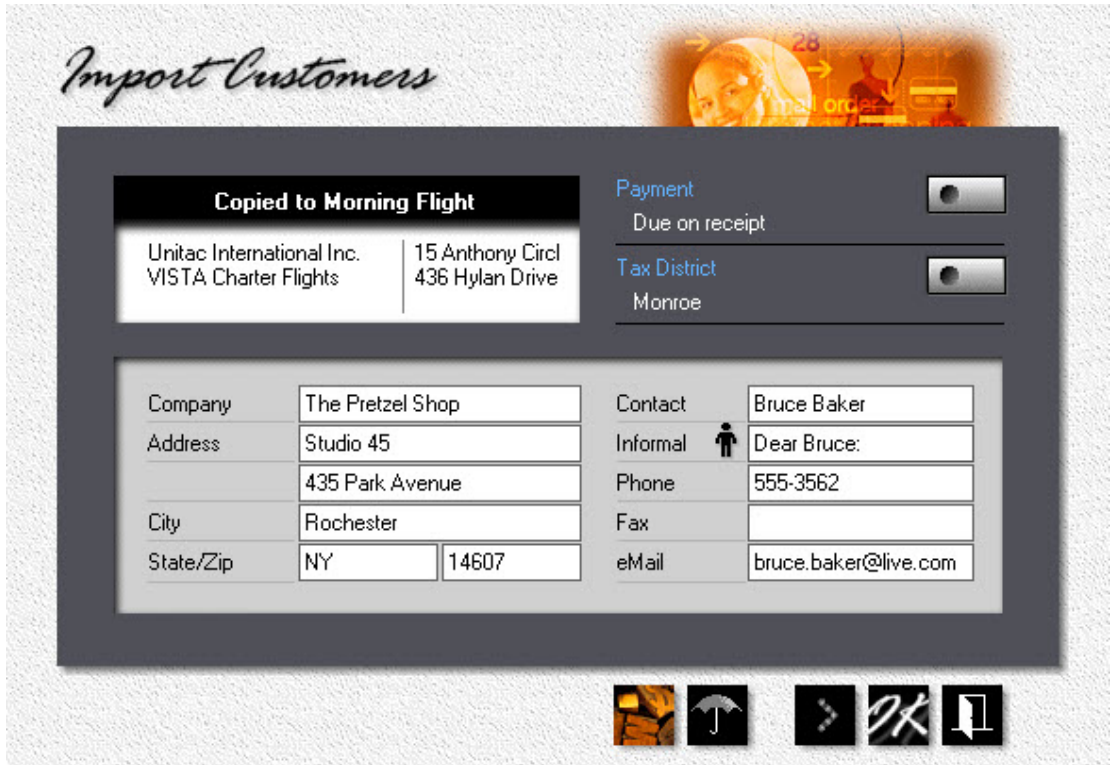 Import Customers
28
mail order
Copied to Morning Flight
Unitac International Inc. 15 Anthony Circl
VISTA Charter Flights 436 Hylan Drive
Payment
Due on receipt
Tax District
Monroe
Company The Pretzel Shop
Address Studio 45
435 Park Avenue
City Rochester
State/Zip NY 14607
Contact Bruce Baker
Informal Dear Bruce:
Phone 555-3562
Fax
eMail bruce.baker@live.com
OK